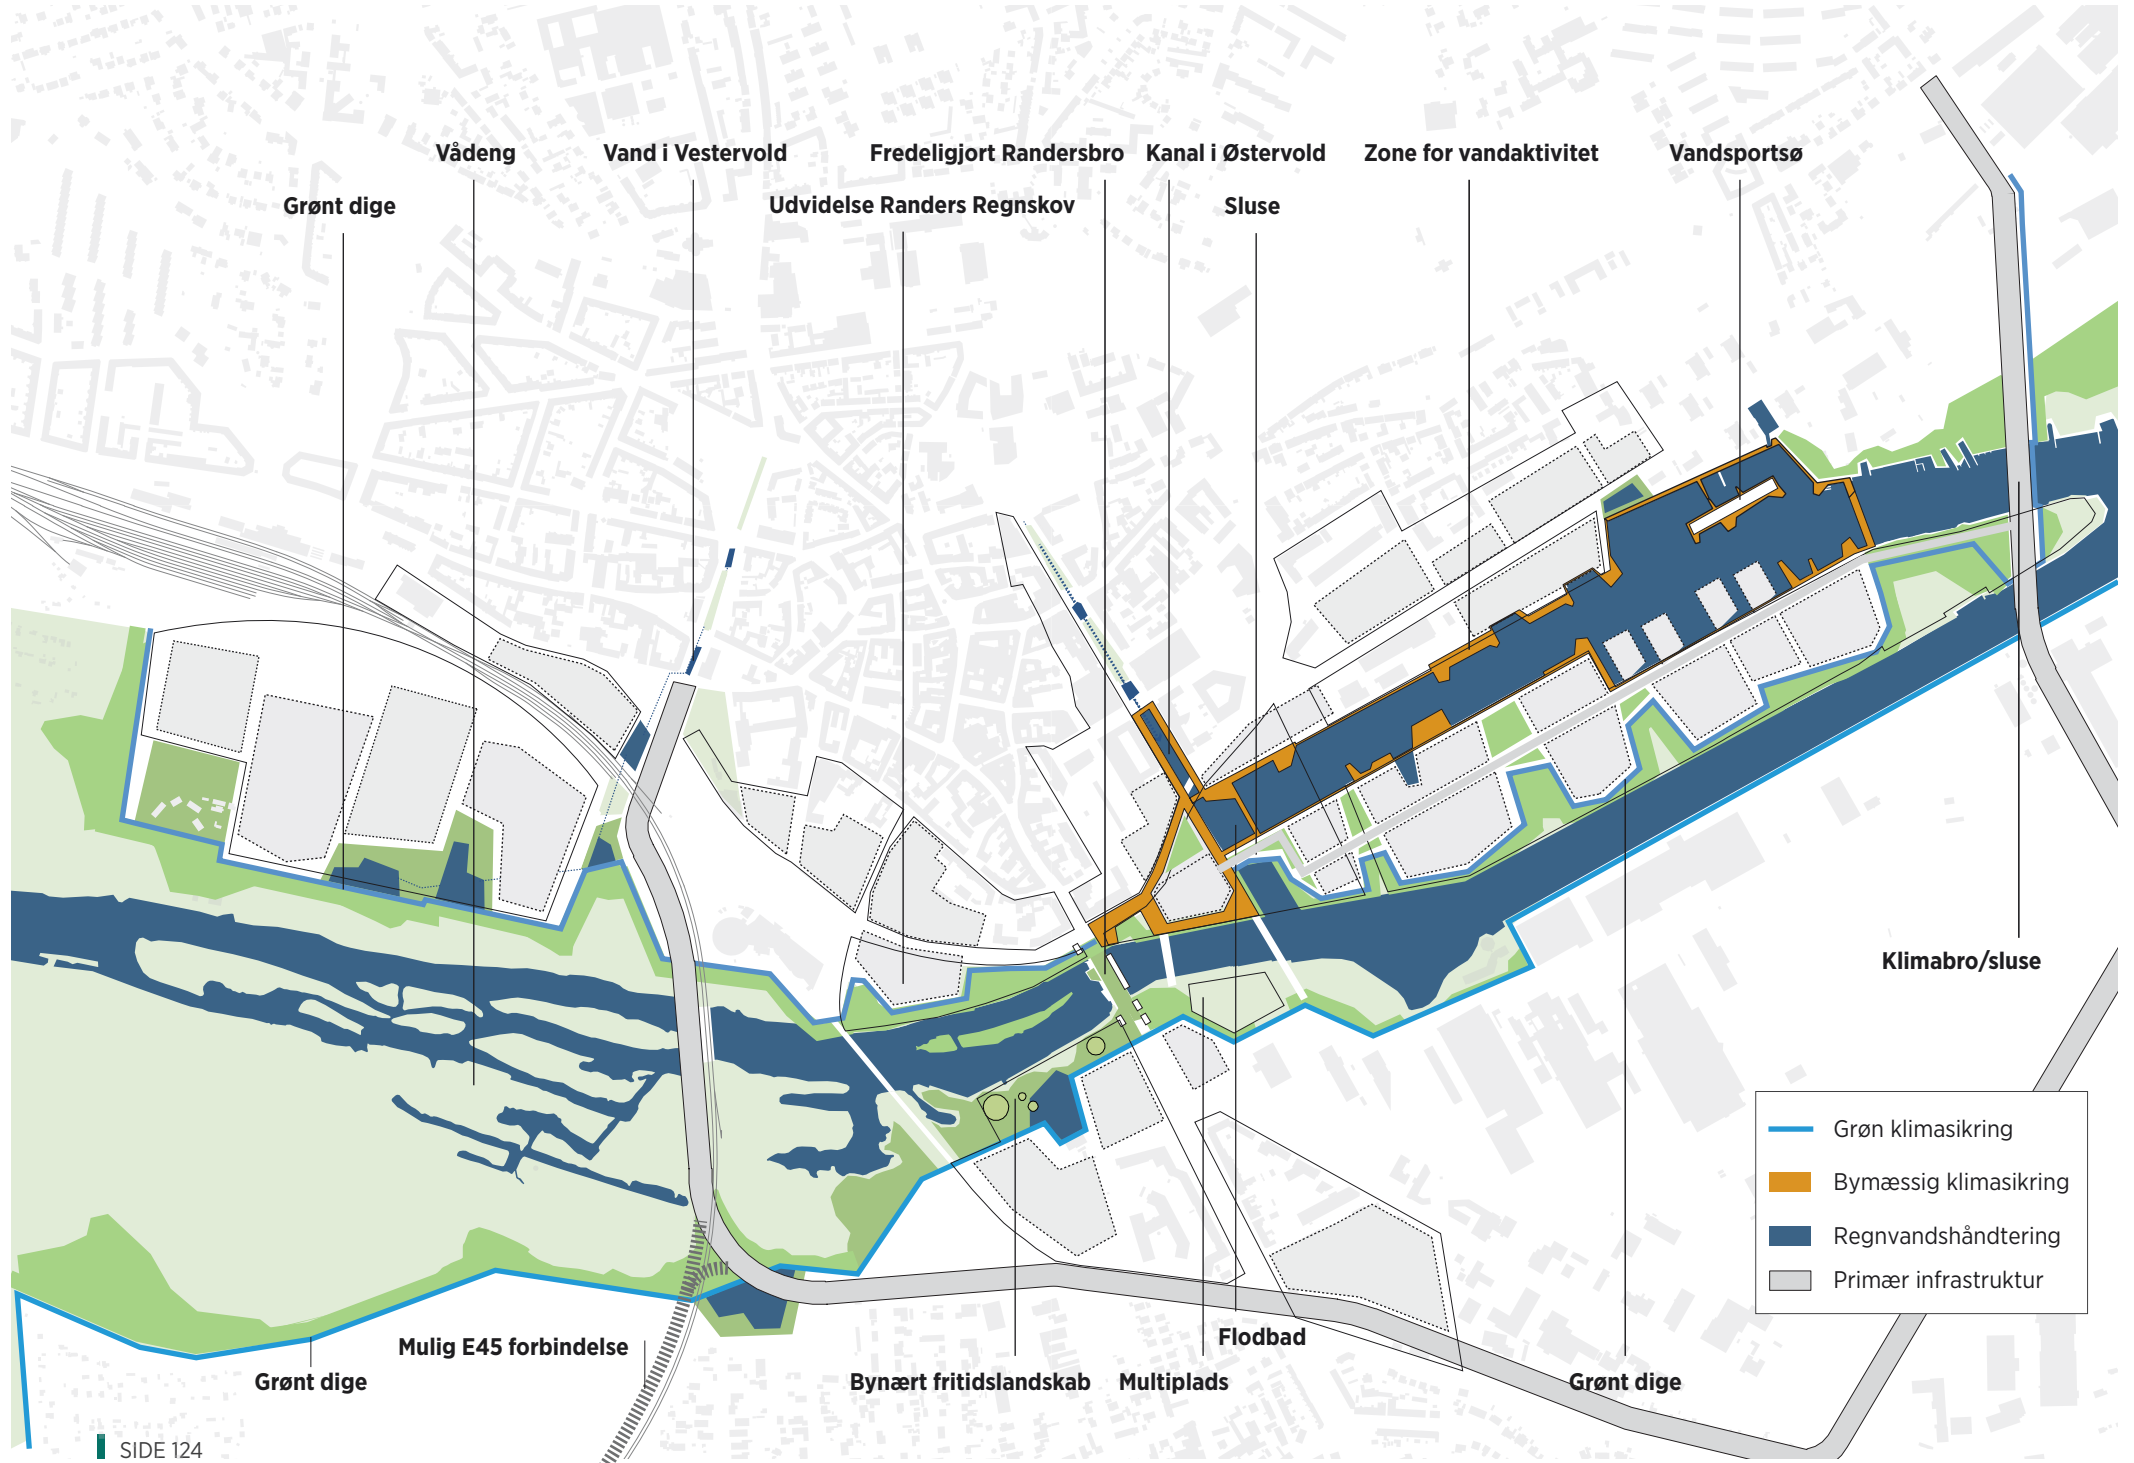 Vådeng
Vand i Vestervold
Fredeligjort Randersbro
Kanal i Østervold
Zone for vandaktivitet
Vandsportsø
Grønt dige
Udvidelse Randers Regnskov
Sluse
Klimabro/sluse
Grøn klimasikring
Bymæssig klimasikring
Regnvandshåndtering
Primær infrastruktur
Mulig E45 forbindelse
Flodbad
Grønt dige
Bynært fritidslandskab
Multiplads
Grønt dige
SIDE 124